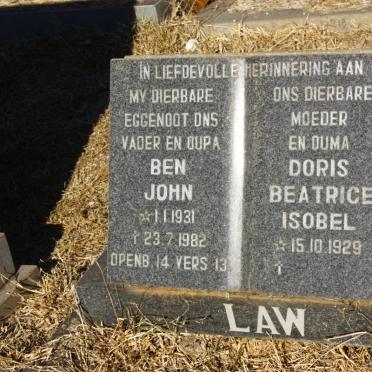 IN LIEFDEVOLLE HERINNERING AAN
MY DIERBARE
EGGENOOT ONS
VADER EN OUPA
BEN
JOHN
☆ 1.1.1931
† 23.7.1982
OPENB. 14 VERS 13
ONS DIERBARE
MOEDER
EN OUMA
DORIS
BEATRICE
ISOBEL
☆ 15.10.1929
†
LAW